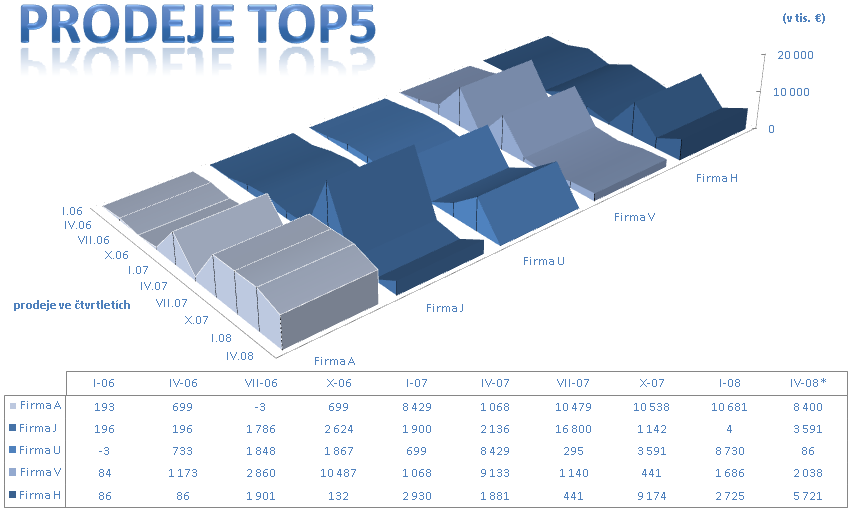 PRODEJE TOP5
(v tis. €)
20 000
10 000
0
I.06
IV.06
VII.06
X.06
I.07
IV.07
VII.07
X.07
I.08
IV.08
prodeje ve čtvrtletích
Firma A
Firma J
Firma U
Firma V
Firma H
I-06 IV-06 VII-06 X-06 I-07 IV-07 VII-07 X-07 I-08 IV-08*
Firma A 193 699 -3 699 8 429 1 068 10 479 10 538 10 681 8 400
Firma J 196 196 1 786 2 624 1 900 2 136 16 800 1 142 4 3 591
Firma U -3 733 1 848 1 867 699 8 429 295 3 591 8 730 86
Firma V 84 1 173 2 860 10 487 1 068 9 133 1 140 441 1 686 2 038
Firma H 86 86 1 901 132 2 930 1 881 441 9 174 2 725 5 721